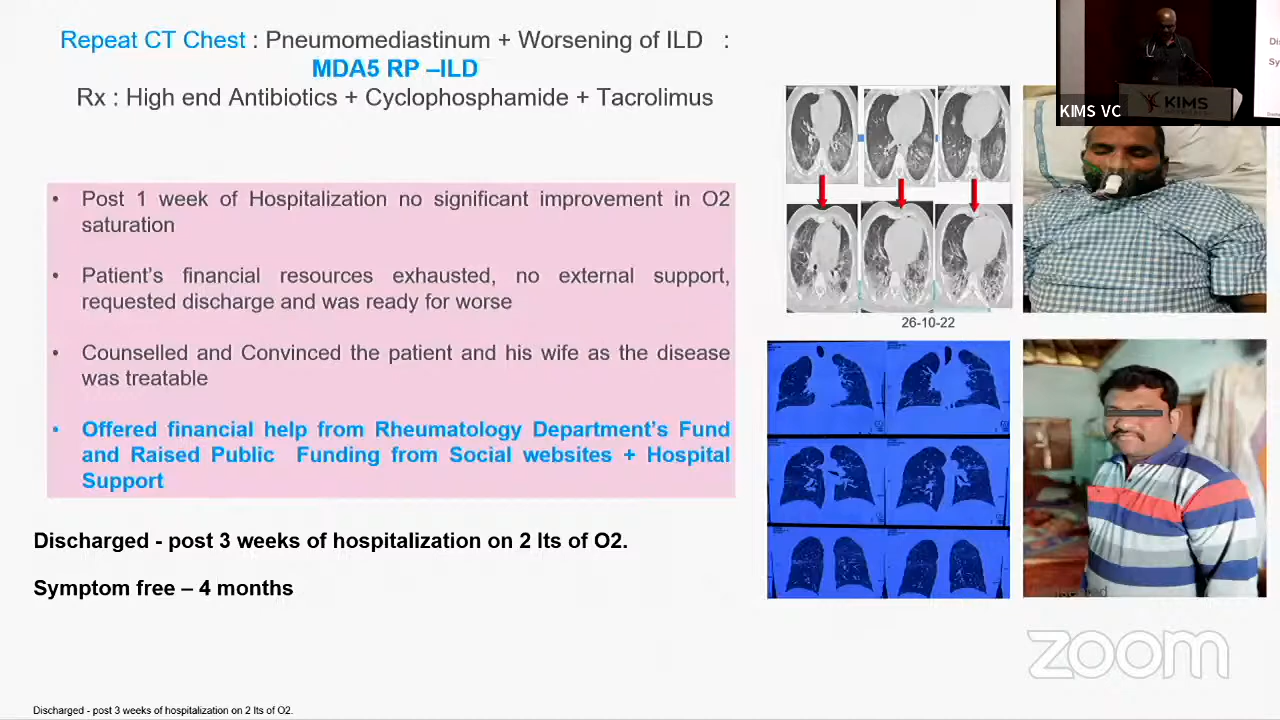 Repeat CT Chest : Pneumomediastinum + Worsening of ILD :
MDA5 RP –ILD
Rx : High end Antibiotics + Cyclophosphamide + Tacrolimus
• Post 1 week of Hospitalization no significant improvement in O2
saturation
• Patient’s financial resources exhausted, no external support,
requested discharge and was ready for worse
• Counselled and Convinced the patient and his wife as the disease
was treatable
• Offered financial help from Rheumatology Department’s Fund
and Raised Public Funding from Social websites + Hospital
Support
Discharged - post 3 weeks of hospitalization on 2 lts of O2.
Symptom free – 4 months
Discharged - post 3 weeks of hospitalization on 2 lts of O2.
26-10-22
KIMS
KIMS VC
Di
Sy
zoom